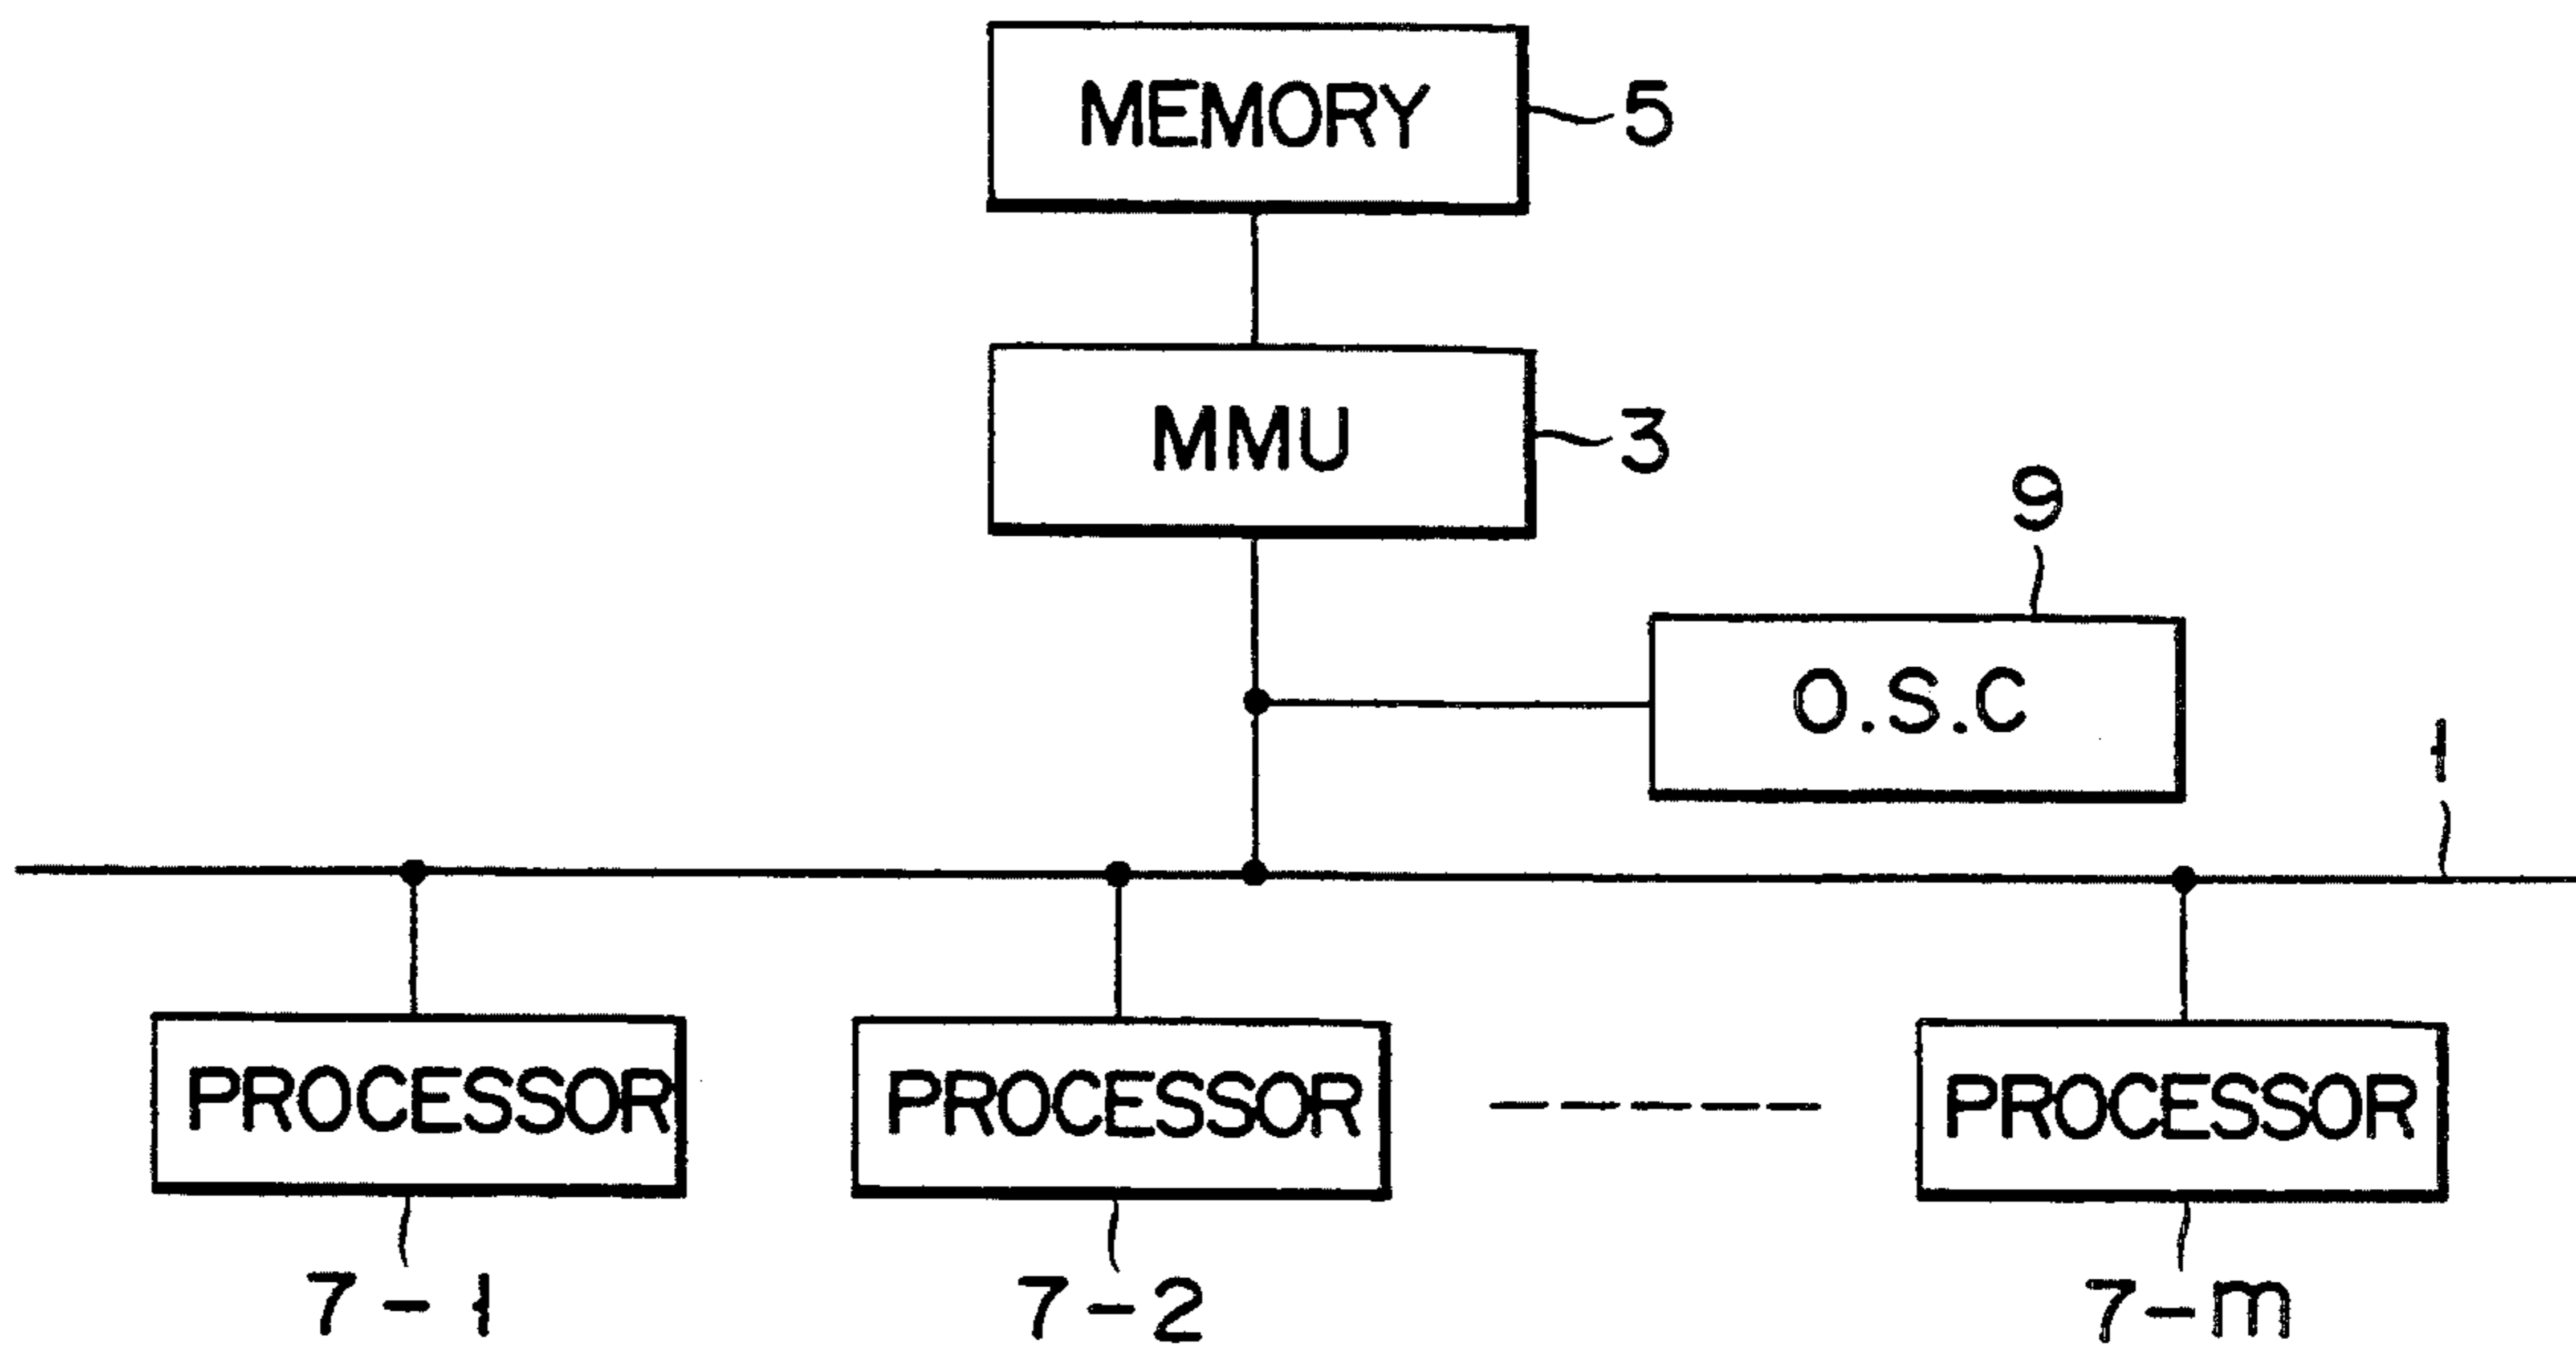 MEMORY
5
MMU
3
9
O.S.C
1
PROCESSOR
PROCESSOR
PROCESSOR
7-1
7-2
7-m